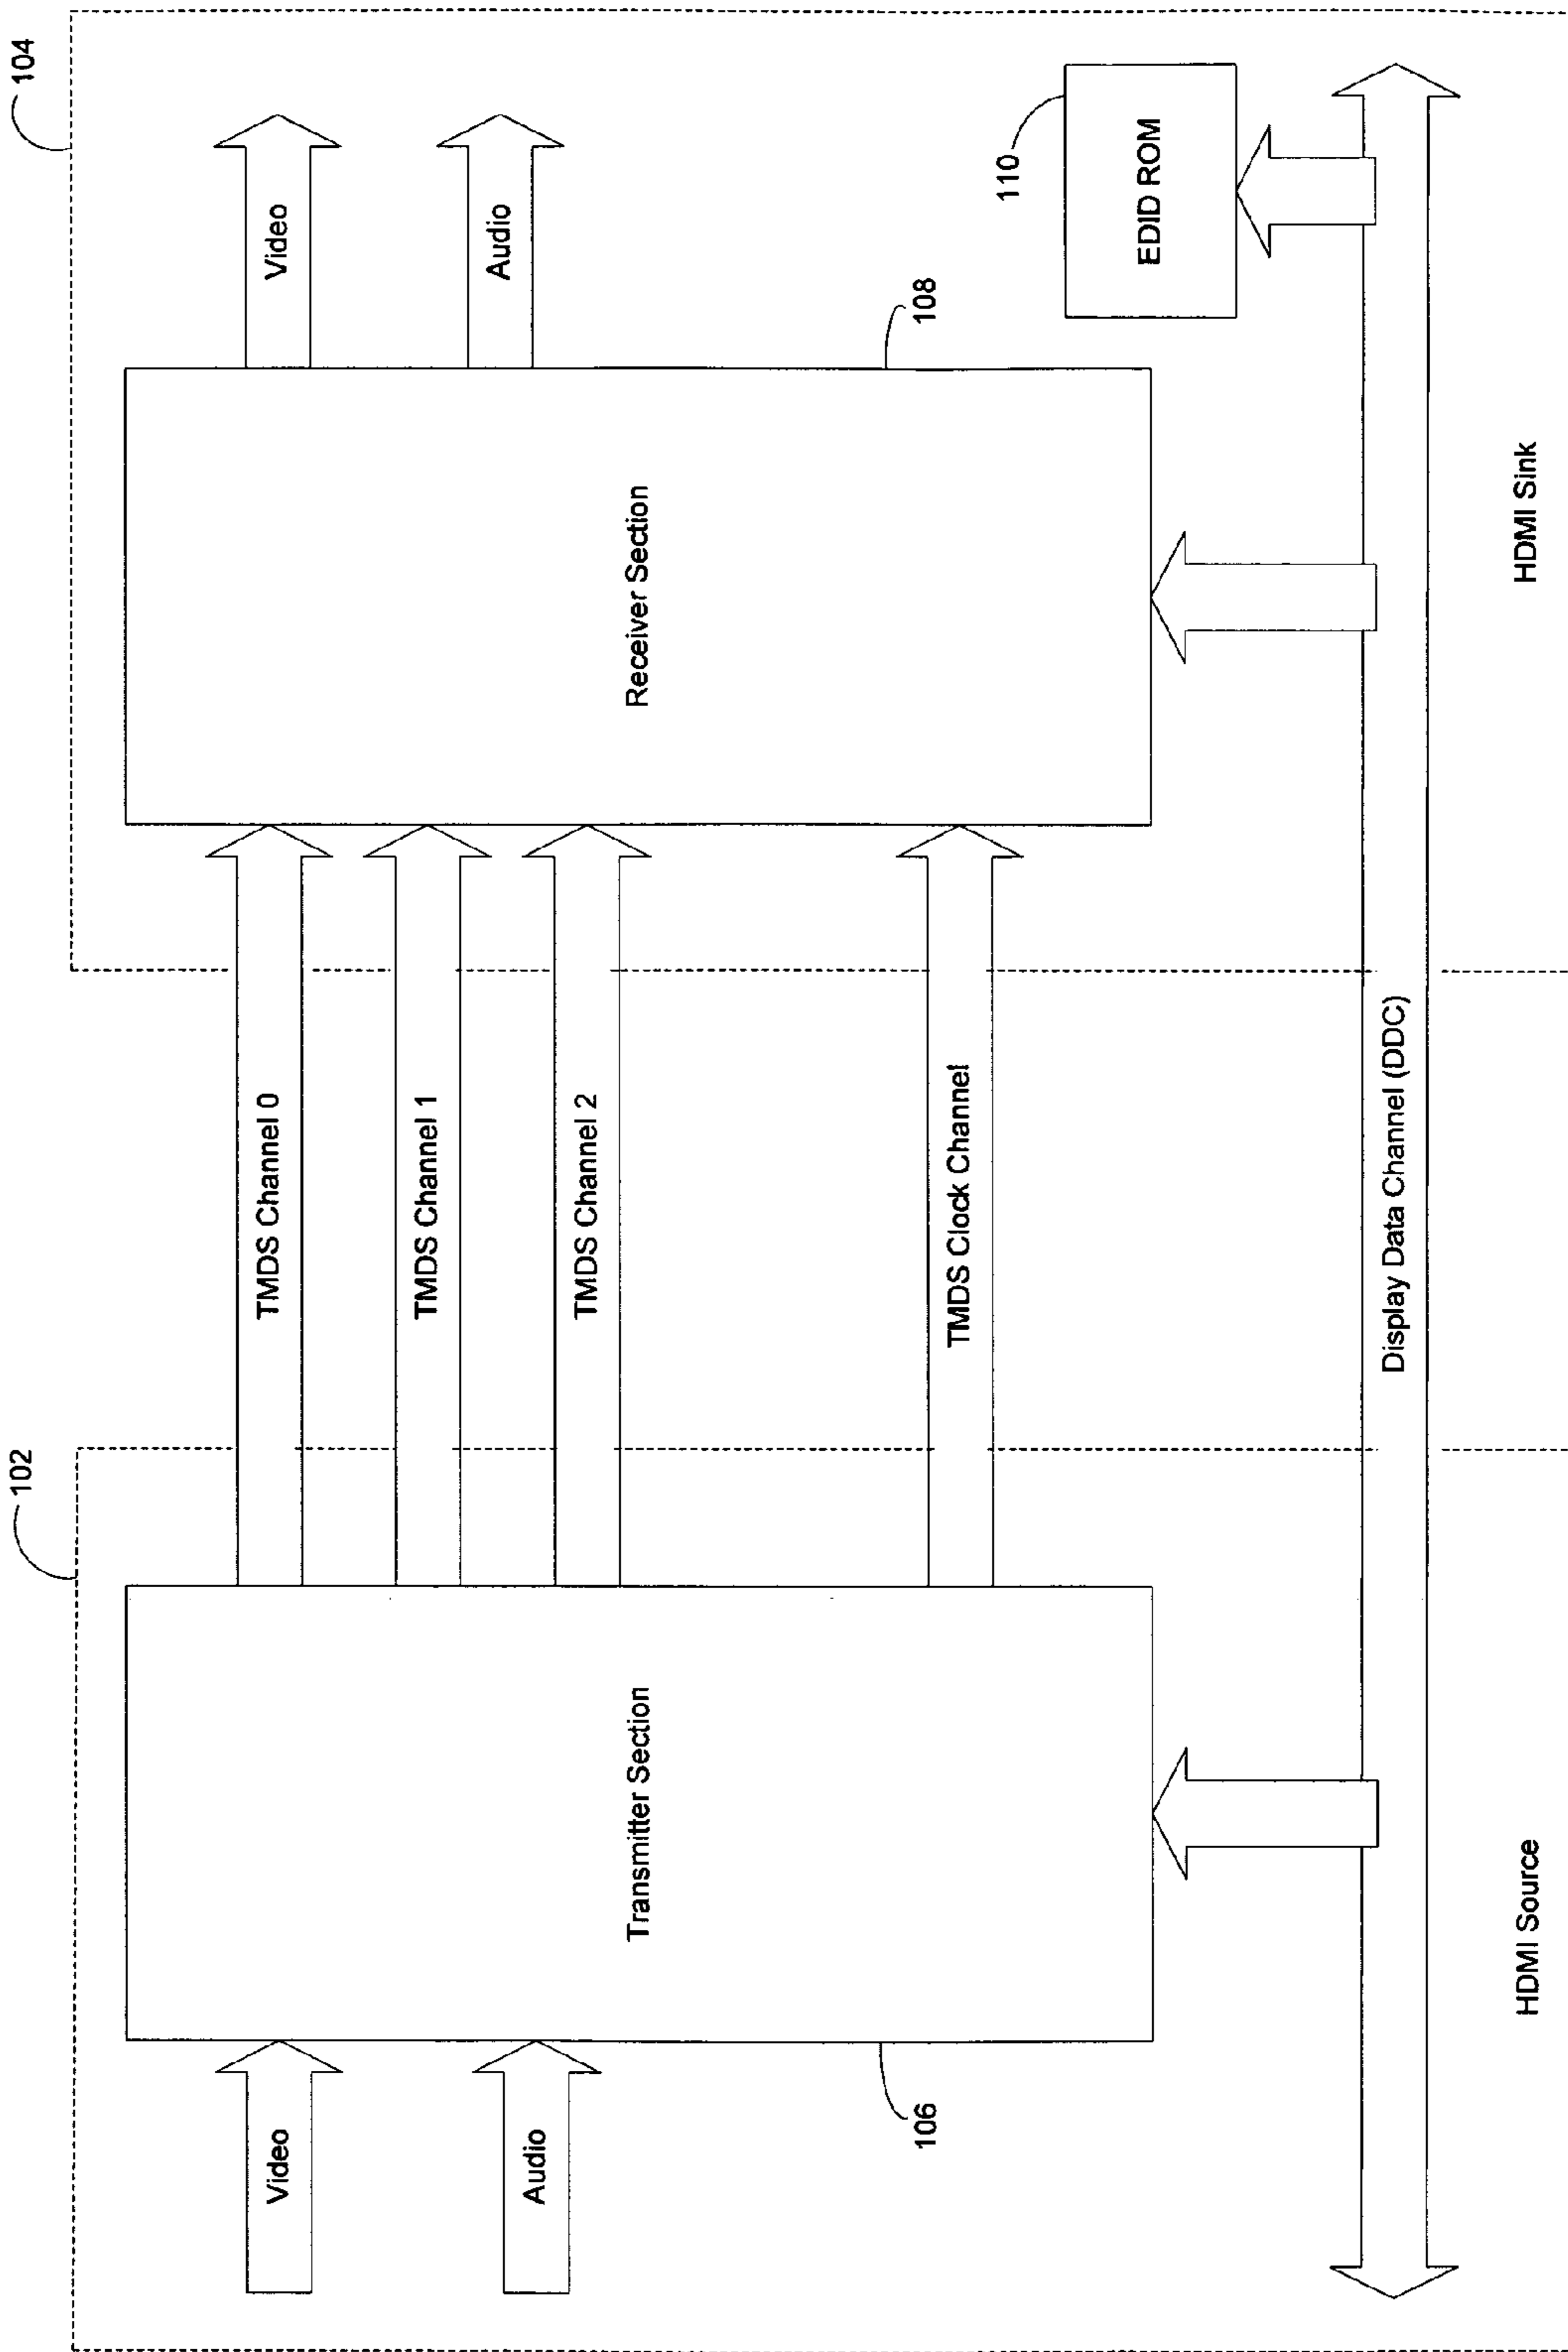 102
104
Video
Audio
Transmitter Section
106
TMDS Channel 0
TMDS Channel 1
TMDS Channel 2
TMDS Clock Channel
Receiver Section
108
Video
Audio
110
EDID ROM
Display Data Channel (DDC)
HDMI Source
HDMI Sink